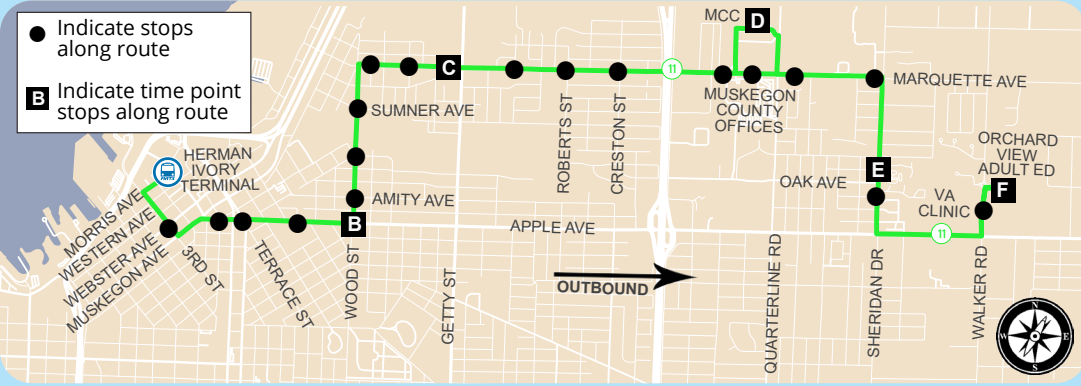 Indicate stops
along route
B
Indicate time point
stops along route
MCC
D
C
11
MARQUETTE AVE
MUSKEGON
COUNTY
OFFICES
SUMNER AVE
ROBERTS ST
CRESTON ST
HERMAN
IVORY
TERMINAL
ORCHARD
VIEW
ADULT ED
E
OAK AVE
VA
CLINIC
F
AMITY AVE
B
APPLE AVE
11
MORRIS AVE
WESTERN AVE
WEBSTER AVE
MUSKEGON AVE
3RD ST
TERRACE ST
WOOD ST
GETTY ST
OUTBOUND
QUARTERLINE RD
SHERIDAN DR
WALKER RD
N
W
E
S